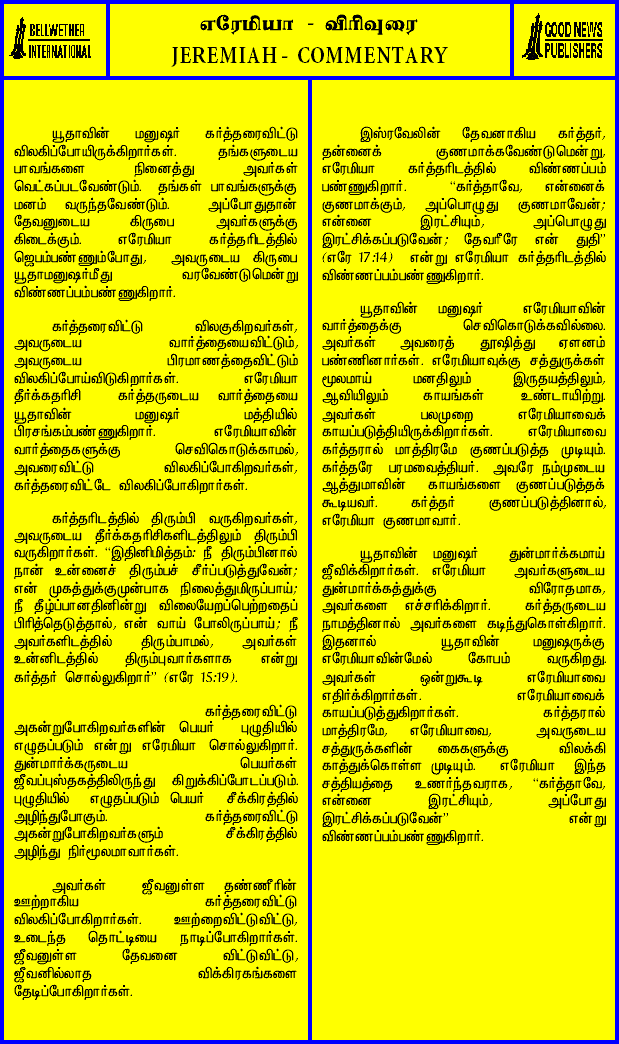 BELLWETHER
INTERNATIONAL
எரேமியா - விரிவுரை
JEREMIAH - COMMENTARY
GOOD NEWS
PUBLISHERS
யூதாவின் மனுஷர் கர்த்தரைவிட்டு
விலகிப்போயிருக்கிறார்கள். தங்களுடைய
பாவங்களை நினைத்து அவர்கள்
வெட்கப்படவேண்டும். தங்கள் பாவங்களுக்கு
மனம் வருந்தவேண்டும். அப்போதுதான்
தேவனுடைய கிருபை அவர்களுக்கு
கிடைக்கும். எரேமியா கர்த்தரிடத்தில்
ஜெபம்பண்ணும்போது, அவருடைய கிருபை
யூதாமனுஷர்மீது வரவேண்டுமென்று
விண்ணப்பம்பண்ணுகிறார்.
கர்த்தரைவிட்டு விலகுகிறவர்கள்,
அவருடைய வார்த்தையைவிட்டும்,
அவருடைய பிரமாணத்தைவிட்டும்
விலகிப்போய்விடுகிறார்கள். எரேமியா
தீர்க்கதரிசி கர்த்தருடைய வார்த்தையை
யூதாவின் மனுஷர் மத்தியில்
பிரசங்கம்பண்ணுகிறார். எரேமியாவின்
வார்த்தைகளுக்கு செவிகொடுக்காமல்,
அவரைவிட்டு விலகிப்போகிறவர்கள்,
கர்த்தரைவிட்டே விலகிப்போகிறார்கள்.
கர்த்தரிடத்தில் திரும்பி வருகிறவர்கள்,
அவருடைய தீர்க்கதரிசிகளிடத்திலும் திரும்பி
வருகிறார்கள். “இதினிமித்தம்: நீ திரும்பினால்
நான் உன்னைச் திரும்பச் சீர்ப்படுத்துவேன்;
என் முகத்துக்குமுன்பாக நிலைத்துமிருப்பாய்;
நீ தீழ்ப்பானதினின்று விலையேறப்பெற்றதைப்
பிரித்தெடுத்தால், என் வாய் போலிருப்பாய்; நீ
அவர்களிடத்தில் திரும்பாமல், அவர்கள்
உன்னிடத்தில் திரும்புவார்களாக என்று
கர்த்தர் சொல்லுகிறார்” (எரே 15:19).
கர்த்தரைவிட்டு
அகன்றுபோகிறவர்களின் பெயர் புழுதியில்
எழுதப்படும் என்று எரேமியா சொல்லுகிறார்.
துன்மார்க்கருடைய பெயர்கள்
ஜீவப்புஸ்தகத்திலிருந்து கிறுக்கிப்போடப்படும்.
புழுதியில் எழுதப்படும் பெயர் சீக்கிரத்தில்
அழிந்துபோகும். கர்த்தரைவிட்டு
அகன்றுபோகிறவர்களும் சீக்கிரத்தில்
அழிந்து நிர்மூலமாவார்கள்.
அவர்கள் ஜீவனுள்ள தண்ணீரின்
ஊற்றாகிய கர்த்தரைவிட்டு
விலகிப்போகிறார்கள். ஊற்றைவிட்டுவிட்டு,
உடைந்த தொட்டியை நாடிப்போகிறார்கள்.
ஜீவனுள்ள தேவனை விட்டுவிட்டு,
ஜீவனில்லாத விக்கிரகங்களை
தேடிப்போகிறார்கள்.
இஸ்ரவேலின் தேவனாகிய கர்த்தர்,
தன்னைக் குணமாக்கவேண்டுமென்று,
எரேமியா கர்த்தரிடத்தில் விண்ணப்பம்
பண்ணுகிறார். “கர்த்தாவே, என்னைக்
குணமாக்கும், அப்பொழுது குணமாவேன்;
என்னை இரட்சியும், அப்பொழுது
இரட்சிக்கப்படுவேன்; தேவரீரே என் துதி”
(எரே 17:14) என்று எரேமியா கர்த்தரிடத்தில்
விண்ணப்பம்பண்ணுகிறார்.
யூதாவின் மனுஷர் எரேமியாவின்
வார்த்தைக்கு செவிகொடுக்கவில்லை.
அவர்கள் அவரைத் தூஷித்து ஏளனம்
பண்ணினார்கள். எரேமியாவுக்கு சத்துருக்கள்
மூலமாய் மனதிலும் இருதயத்திலும்,
ஆவியிலும் காயங்கள் உண்டாயிற்று.
அவர்கள் பலமுறை எரேமியாவைக்
காயப்படுத்தியிருக்கிறார்கள். எரேமியாவை
கர்த்தரால் மாத்திரமே குணப்படுத்த முடியும்.
கர்த்தரே பரமவைத்தியர். அவரே நம்முடைய
ஆத்துமாவின் காயங்களை குணப்படுத்தக்
கூடியவர். கர்த்தர் குணப்படுத்தினால்,
எரேமியா குணமாவார்.
யூதாவின் மனுஷர் துன்மார்க்கமாய்
ஜீவிக்கிறார்கள். எரேமியா அவர்களுடைய
துன்மார்க்கத்துக்கு விரோதமாக,
அவர்களை எச்சரிக்கிறார். கர்த்தருடைய
நாமத்தினால் அவர்களை கடிந்துகொள்கிறார்.
இதனால் யூதாவின் மனுஷருக்கு
எரேமியாவின்மேல் கோபம் வருகிறது.
அவர்கள் ஒன்றுகூடி எரேமியாவை
எதிர்க்கிறார்கள். எரேமியாவைக்
காயப்படுத்துகிறார்கள். கர்த்தரால்
மாத்திரமே, எரேமியாவை, அவருடைய
சத்துருக்களின் கைகளுக்கு விலக்கி
காத்துக்கொள்ள முடியும். எரேமியா இந்த
சத்தியத்தை உணர்ந்தவராக, “கர்த்தாவே,
என்னை இரட்சியும், அப்போது
இரட்சிக்கப்படுவேன்” என்று
விண்ணப்பம்பண்ணுகிறார்.